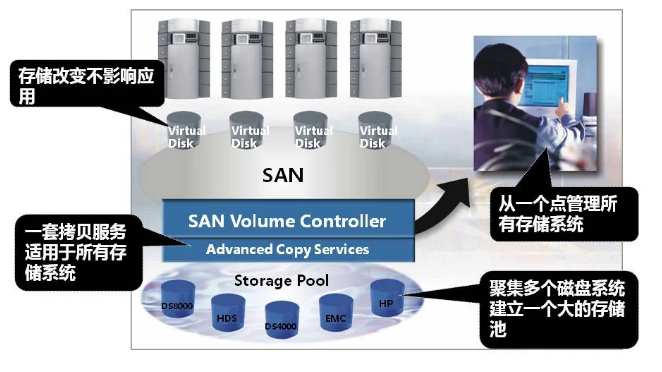 存储改变不影响应
用
Virtual
Disk
Virtual
Disk
Virtual
Disk
Virtual
Disk
SAN
从一个点管理所
有存储系统
SAN Volume Controller
一套拷贝服务
适用于所有存
储系统
Advanced Copy Services
Storage Pool
DS8000
HDS
DS4000
EMC
HP
聚集多个磁盘系统
建立一个大的存储
池